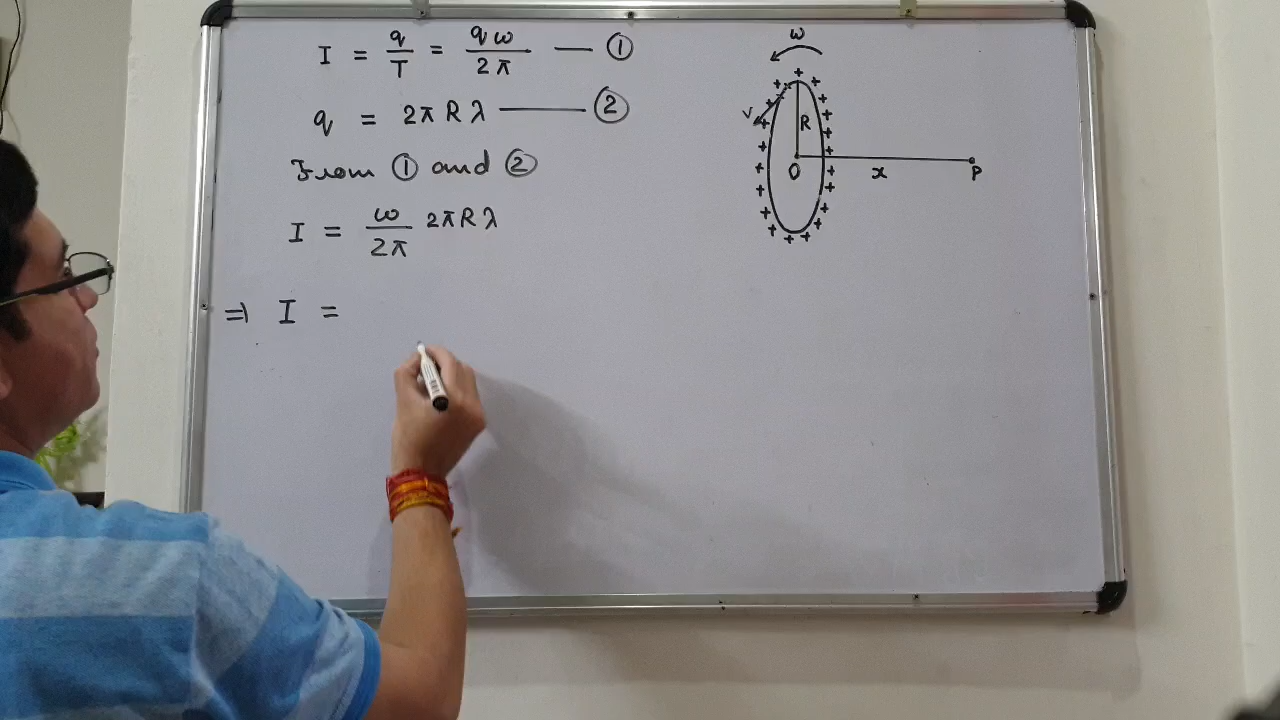 I = q/T = qω/2π — ①
q = 2πRλ — ②
From ① and ②
I = ω/2π 2πRλ
⇒ I =
ω
+ + + + + + + + + + + + + + + + + + + + + + + +
v
R
O
x
P